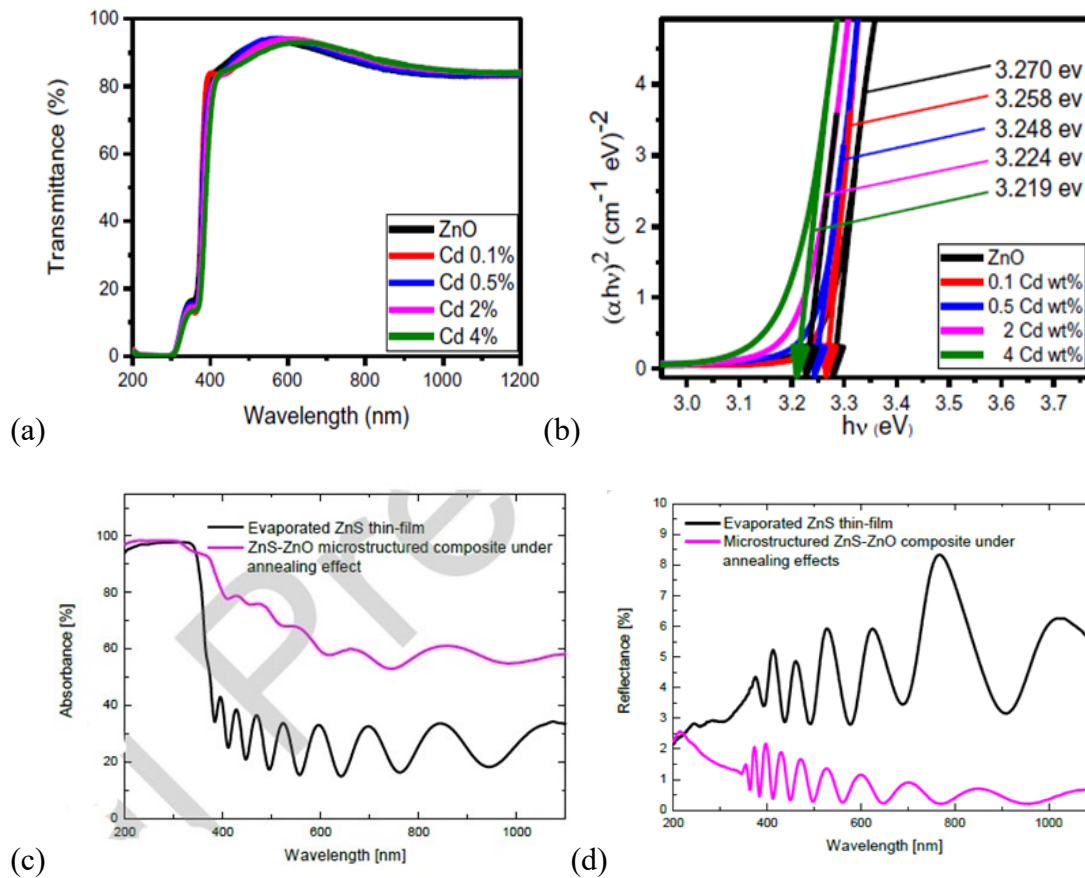 100
80
60
40
20
0
Transmittance (%)
ZnO
Cd 0.1%
Cd 0.5%
Cd 2%
Cd 4%
200 400 600 800 1000 1200
Wavelength (nm)
(a)
4
3
2
1
0
(αhν)² (cm⁻¹ eV)⁻²
3.270 ev
3.258 ev
3.248 ev
3.224 ev
3.219 ev
ZnO
0.1 Cd wt%
0.5 Cd wt%
2 Cd wt%
4 Cd wt%
3.0 3.1 3.2 3.3 3.4 3.5 3.6 3.7
hν (eV)
(b)
100
80
60
40
20
0
Absorbance [%]
Evaporated ZnS thin-film
ZnS-ZnO microstructured composite under
annealing effect
l Pre
200 400 600 800 1000
Wavelength [nm]
(c)
10
9
8
7
6
5
4
3
2
1
0
Reflectance [%]
Evaporated ZnS thin-film
Microstructured ZnS-ZnO composite under
annealing effects
200 400 600 800 1000
Wavelength [nm]
(d)